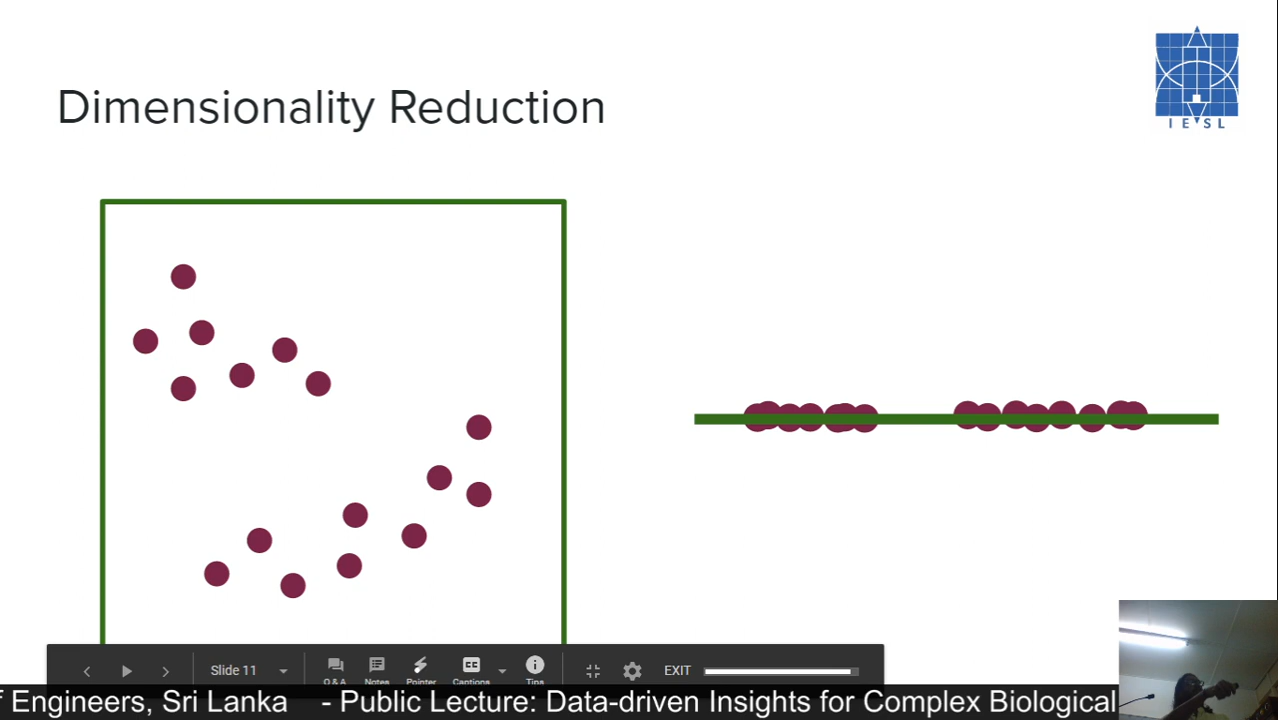 IESL
Dimensionality Reduction
Slide 11
Q & A
Notes
Pointer
Captions
Tips
EXIT
f Engineers, Sri Lanka - Public Lecture: Data-driven Insights for Complex Biological